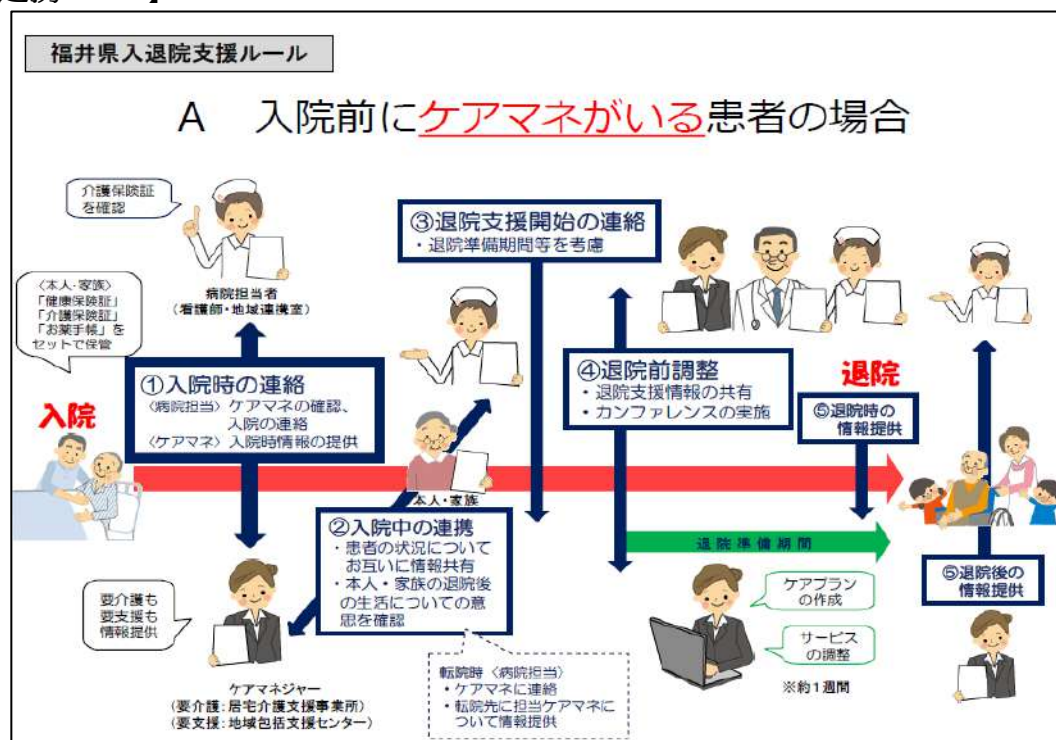 福井県入退院支援ルール
A 入院前にケアマネがいる患者の場合
介護保険証
を確認
〈本人・家族〉
「健康保険証」
「介護保険証」
「お薬手帳」を
セットで保管
病院担当者
(看護師・地域連携室)
入院
①入院時の連絡
〈病院担当〉ケアマネの確認、
入院の連絡
〈ケアマネ〉入院時情報の提供
本人・家族
②入院中の連携
・患者の状況について
お互いに情報共有
・本人・家族の退院後
の生活についての意
思を確認
要介護も
要支援も
情報提供
ケアマネジャー
(要介護：居宅介護支援事業所)
(要支援：地域包括支援センター)
転院時〈病院担当〉
・ケアマネに連絡
・転院先に担当ケアマネに
ついて情報提供
③退院支援開始の連絡
・退院準備期間等を考慮
④退院前調整
・退院支援情報の共有
・カンファレンスの実施
退院
⑤退院時の
情報提供
退院準備期間
ケアプラン
の作成
サービス
の調整
※約1週間
⑥退院後の
情報提供